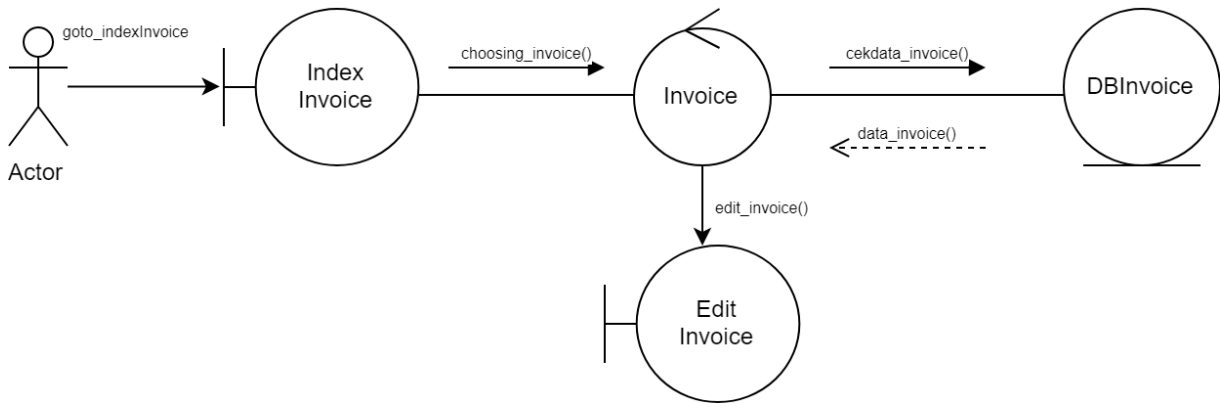 goto_indexInvoice
Actor
Index
Invoice
choosing_invoice()
Invoice
cekdata_invoice()
data_invoice()
DBInvoice
edit_invoice()
Edit
Invoice